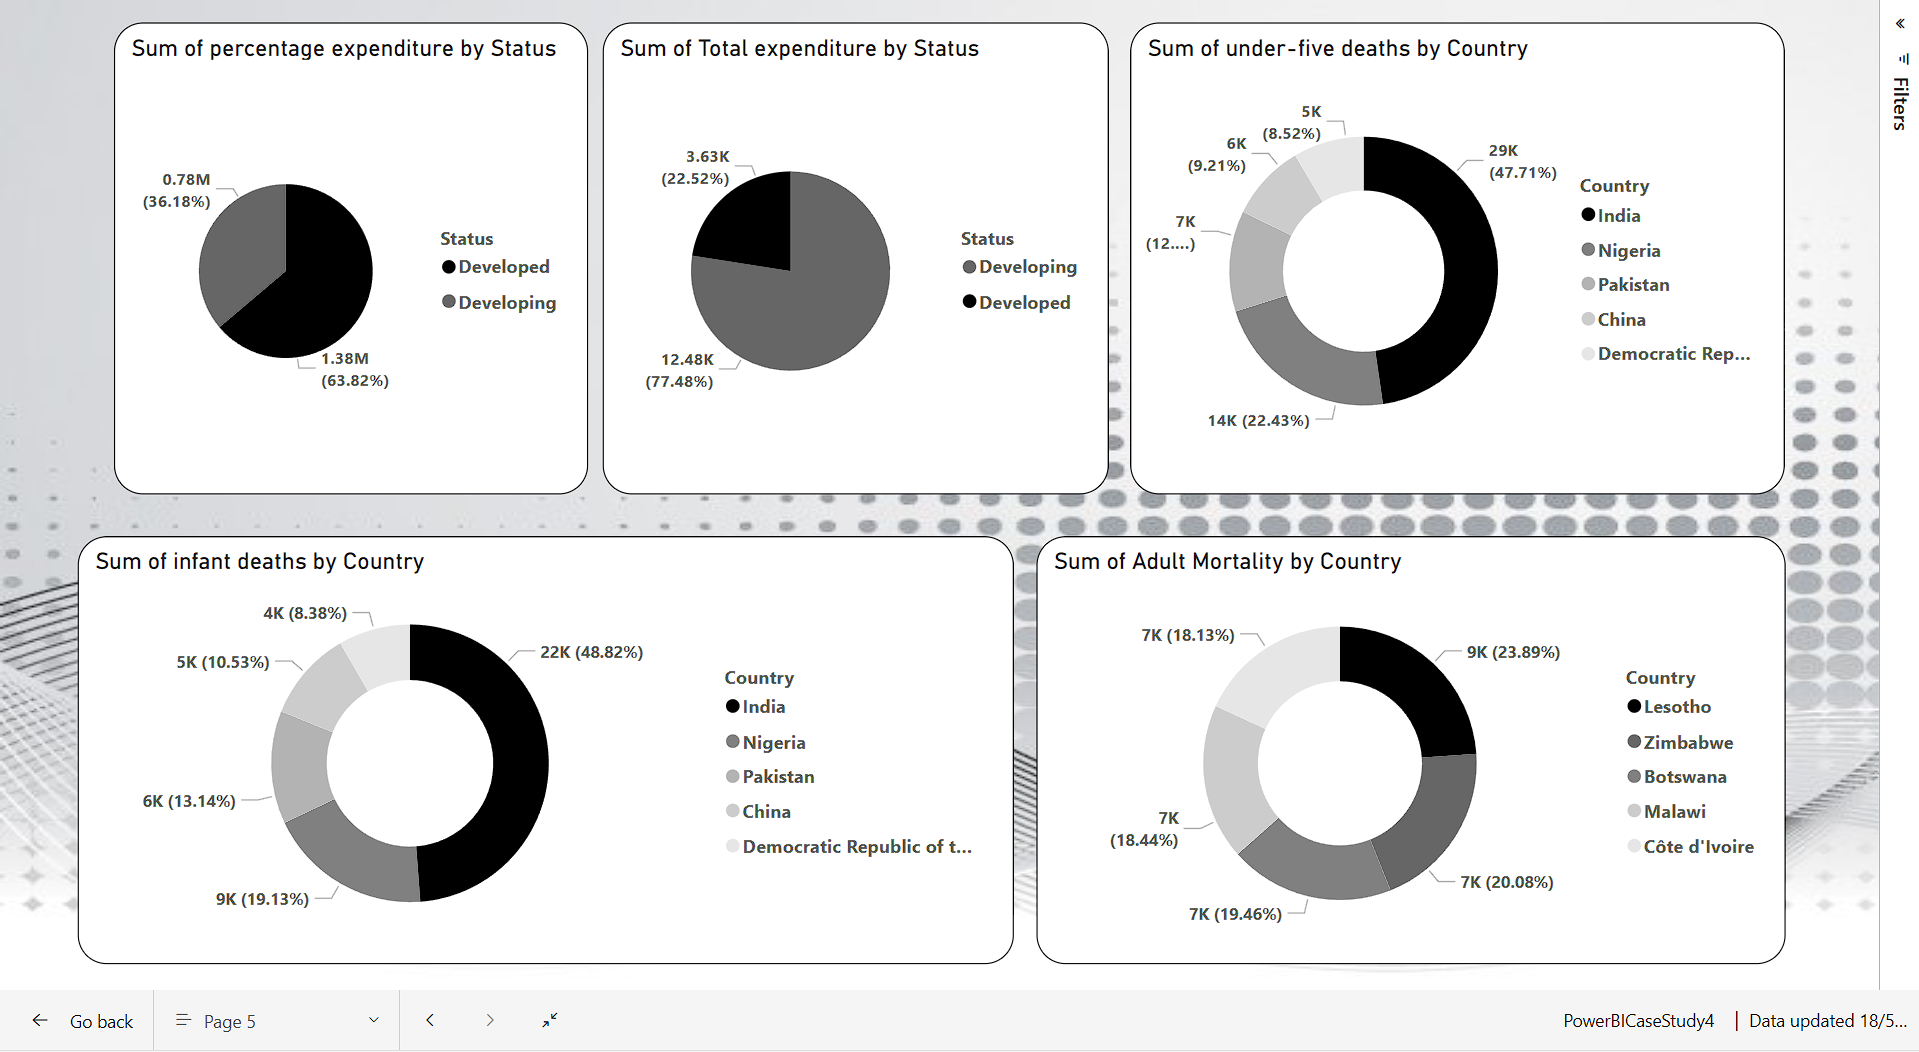 Sum of percentage expenditure by Status
0.78M
(36.18%)
1.38M
(63.82%)
Status
Developed
Developing
Sum of Total expenditure by Status
3.63K
(22.52%)
12.48K
(77.48%)
Status
Developing
Developed
Sum of under-five deaths by Country
5K
(8.52%)
6K
(9.21%)
7K
(12....)
29K
(47.71%)
14K (22.43%)
Country
India
Nigeria
Pakistan
China
Democratic Rep...
Filters
Sum of infant deaths by Country
4K (8.38%)
5K (10.53%)
6K (13.14%)
9K (19.13%)
22K (48.82%)
Country
India
Nigeria
Pakistan
China
Democratic Republic of t...
Sum of Adult Mortality by Country
7K (18.13%)
9K (23.89%)
7K
(18.44%)
7K (20.08%)
7K (19.46%)
Country
Lesotho
Zimbabwe
Botswana
Malawi
Côte d'Ivoire
Go back
Page 5
PowerBICaseStudy4 | Data updated 18/5...